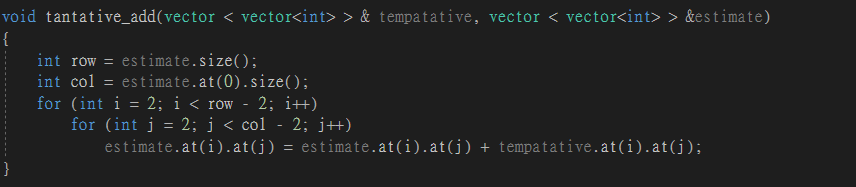 void tantative_add(vector < vector<int> > & tempatative, vector < vector<int> > &estimate)
{
    int row = estimate.size();
    int col = estimate.at(0).size();
    for (int i = 2; i < row - 2; i++)
        for (int j = 2; j < col - 2; j++)
            estimate.at(i).at(j) = estimate.at(i).at(j) + tempatative.at(i).at(j);
}